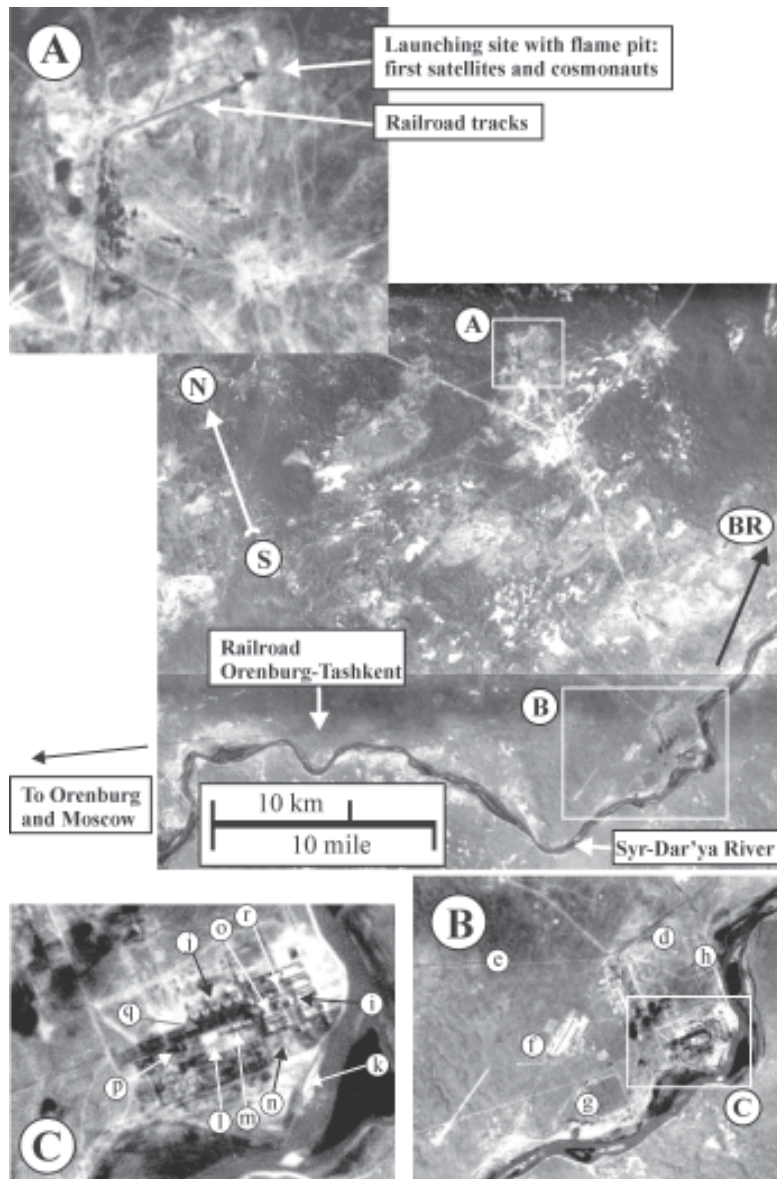 A
Launching site with flame pit:
first satellites and cosmonauts
Railroad tracks
A
N
S
BR
Railroad
Orenburg-Tashkent
B
To Orenburg
and Moscow
10 km
10 mile
Syr-Dar'ya River
C
j
o
r
i
q
k
p
l
m
n
B
d
e
h
f
g
C